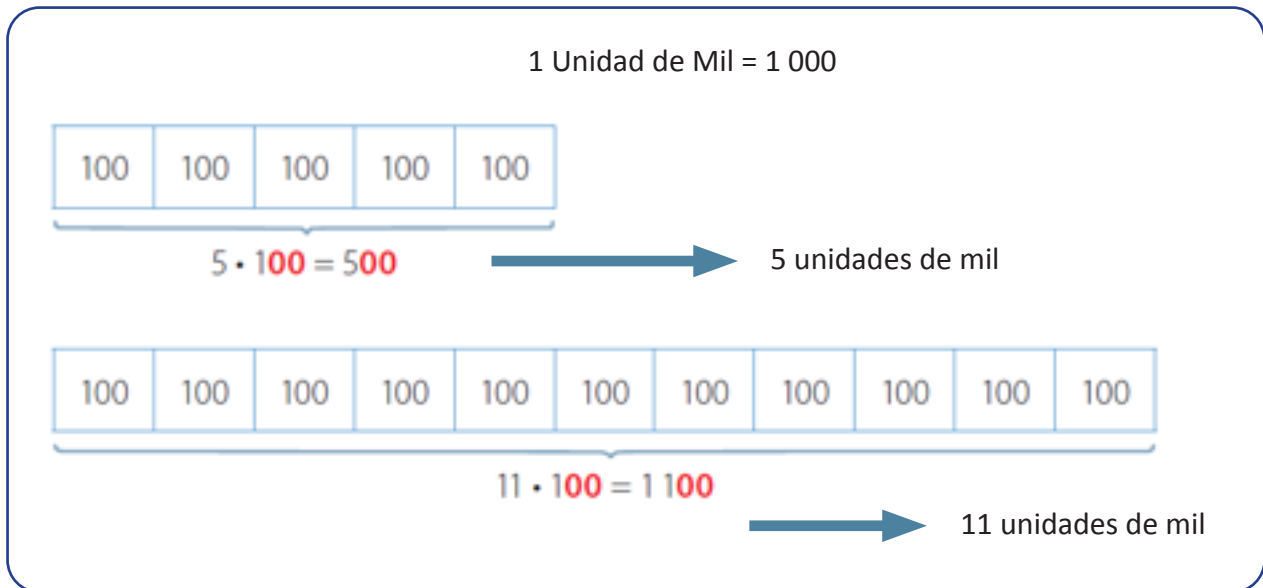 1 Unidad de Mil = 1 000
100 100 100 100 100
5 • 100 = 500
5 unidades de mil
100 100 100 100 100 100 100 100 100 100 100
11 • 100 = 1 100
11 unidades de mil